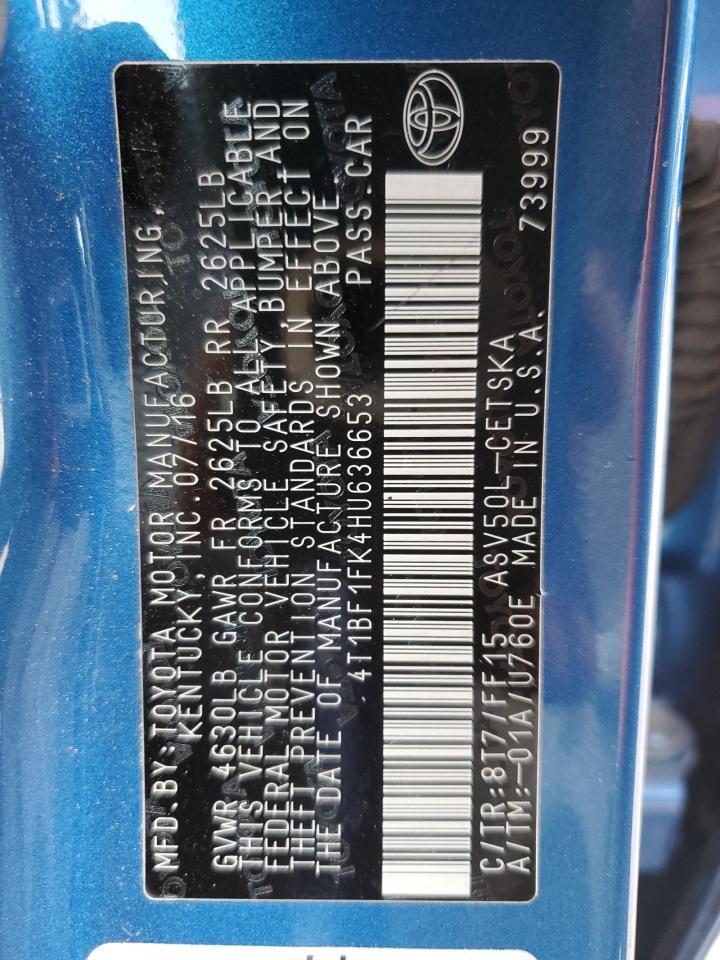 MFD.BY:TOYOTA MOTOR MANUFACTURING,
KENTUCKY, INC.07/16
GVWR 4630LB GAWR FR 2625LB RR 2625LB
THIS VEHICLE CONFORMS TO ALL APPLICABLE
FEDERAL MOTOR VEHICLE SAFETY, BUMPER AND
THEFT PREVENTION STANDARDS IN EFFECT ON
THE DATE OF MANUFACTURE SHOWN ABOVE.
4T1BF1FK4HU636653 PASS.CAR
C/TR:8T7/FF15 ASV50L-CETSKA
A/TM:-01A/U760E MADE IN U.S.A. 73999